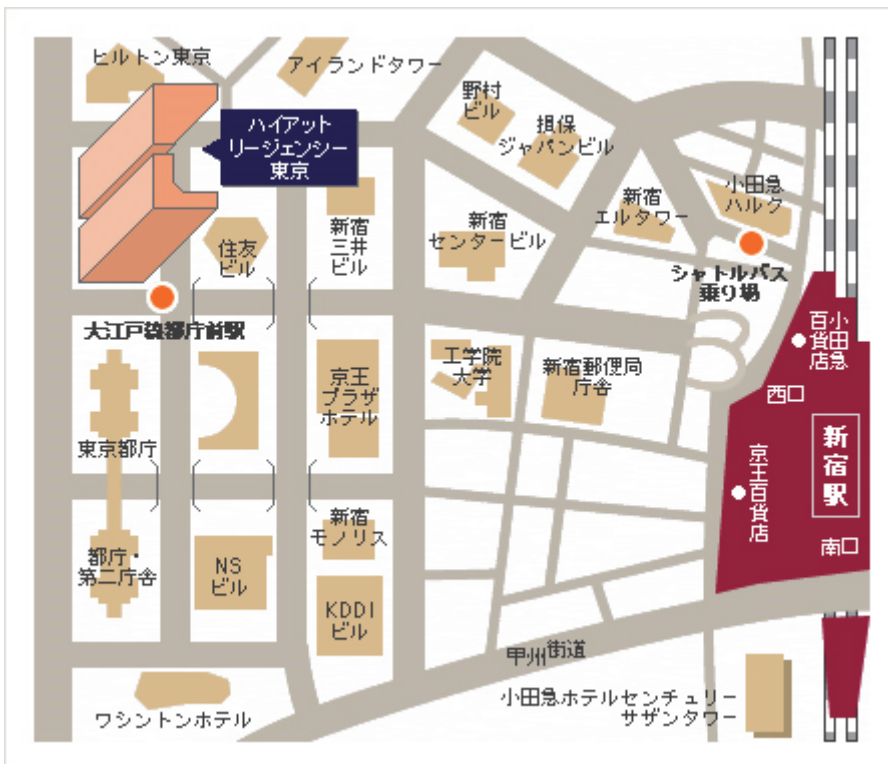 ヒルトン東京
アイランドタワー
ハイアット
リージェンシー
東京
野村
ビル
損保
ジャパンビル
新宿
エルタワー
小田急
ハルク
住友
ビル
新宿
三井
ビル
新宿
センタービル
シャトルバス
乗り場
大江戸線都庁前駅
小田急
百貨店
京王
プラザ
ホテル
工学院
大学
新宿郵便局
庁舎
西口
新宿駅
東京都庁
京王百貨店
新宿
モノリス
南口
都庁・
第二庁舎
NS
ビル
KDDI
ビル
甲州街道
小田急ホテルセンチュリー
サザンタワー
ワシントンホテル